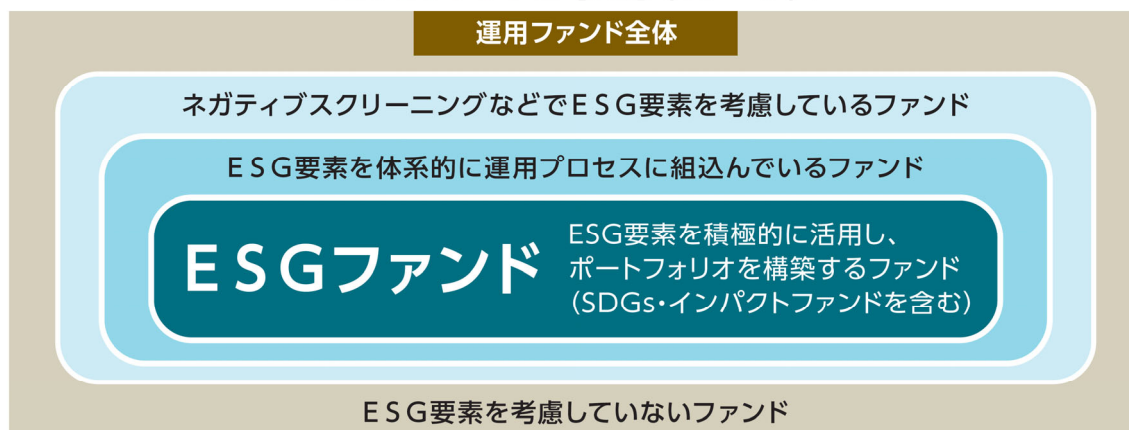 運用ファンド全体
ネガティブスクリーニングなどでESG要素を考慮しているファンド
ESG要素を体系的に運用プロセスに組込んでいるファンド
ESGファンド
ESG要素を積極的に活用し、
ポートフォリオを構築するファンド
(SDGs・インパクトファンドを含む)
ESG要素を考慮していないファンド